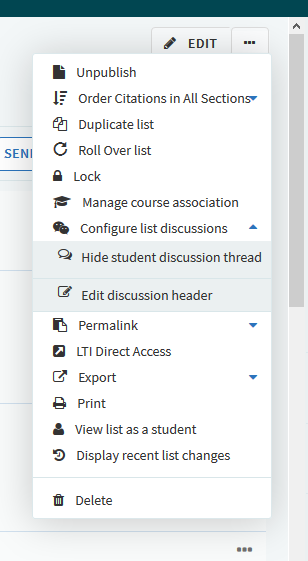 EDIT
Unpublish
Order Citations in All Sections
Duplicate list
SEN
Roll Over list
Lock
Manage course association
Configure list discussions
Hide student discussion thread
Edit discussion header
Permalink
LTI Direct Access
Export
Print
View list as a student
Display recent list changes
Delete